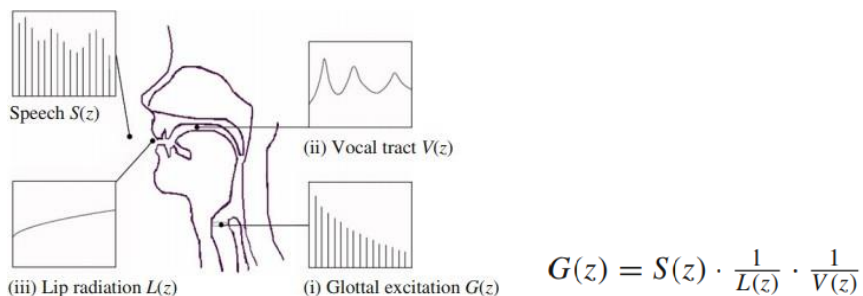 Speech S(z)
(ii) Vocal tract V(z)
(iii) Lip radiation L(z)
(i) Glottal excitation G(z)
G(z) = S(z) · 1/L(z) · 1/V(z)